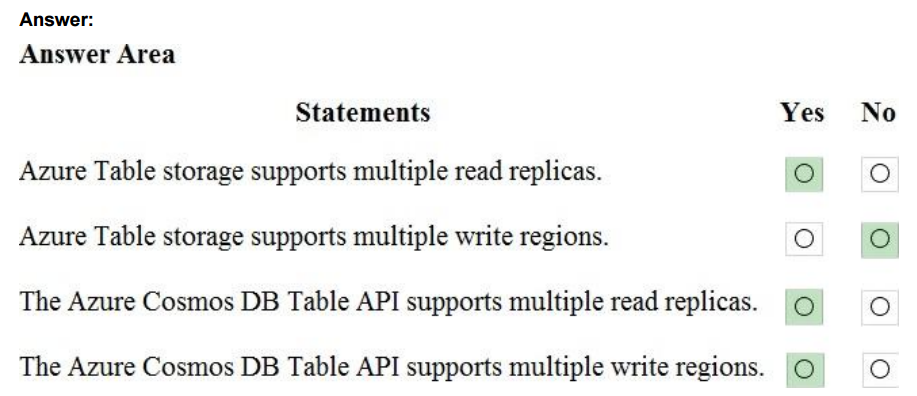 Answer:
Answer Area
Statements Yes No
Azure Table storage supports multiple read replicas.
Azure Table storage supports multiple write regions.
The Azure Cosmos DB Table API supports multiple read replicas.
The Azure Cosmos DB Table API supports multiple write regions.